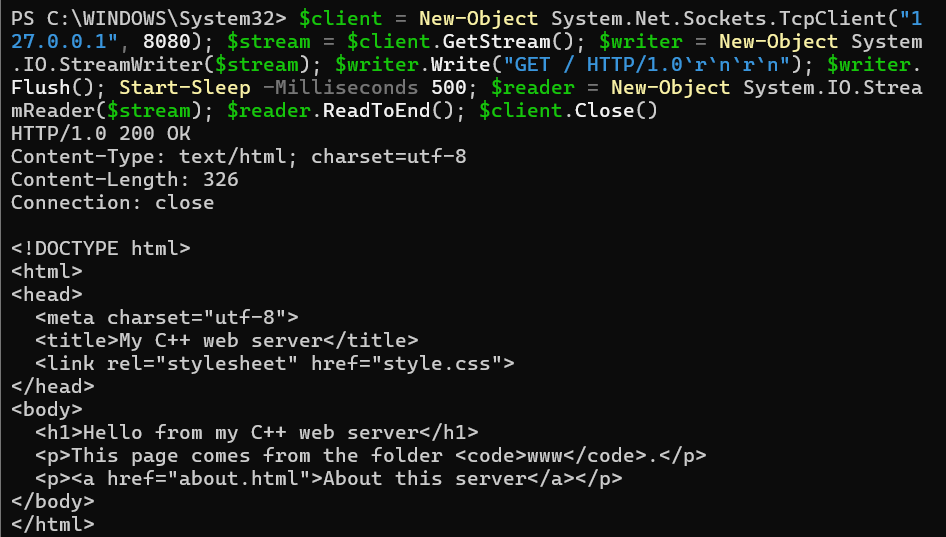 PS C:\WINDOWS\System32> $client = New-Object System.Net.Sockets.TcpClient("1
27.0.0.1", 8080); $stream = $client.GetStream(); $writer = New-Object System
.IO.StreamWriter($stream); $writer.Write("GET / HTTP/1.0`r`n`r`n"); $writer.
Flush(); Start-Sleep -Milliseconds 500; $reader = New-Object System.IO.Strea
mReader($stream); $reader.ReadToEnd(); $client.Close()
HTTP/1.0 200 OK
Content-Type: text/html; charset=utf-8
Content-Length: 326
Connection: close

<!DOCTYPE html>
<html>
<head>
  <meta charset="utf-8">
  <title>My C++ web server</title>
  <link rel="stylesheet" href="style.css">
</head>
<body>
  <h1>Hello from my C++ web server</h1>
  <p>This page comes from the folder <code>www</code>.</p>
  <p><a href="about.html">About this server</a></p>
</body>
</html>